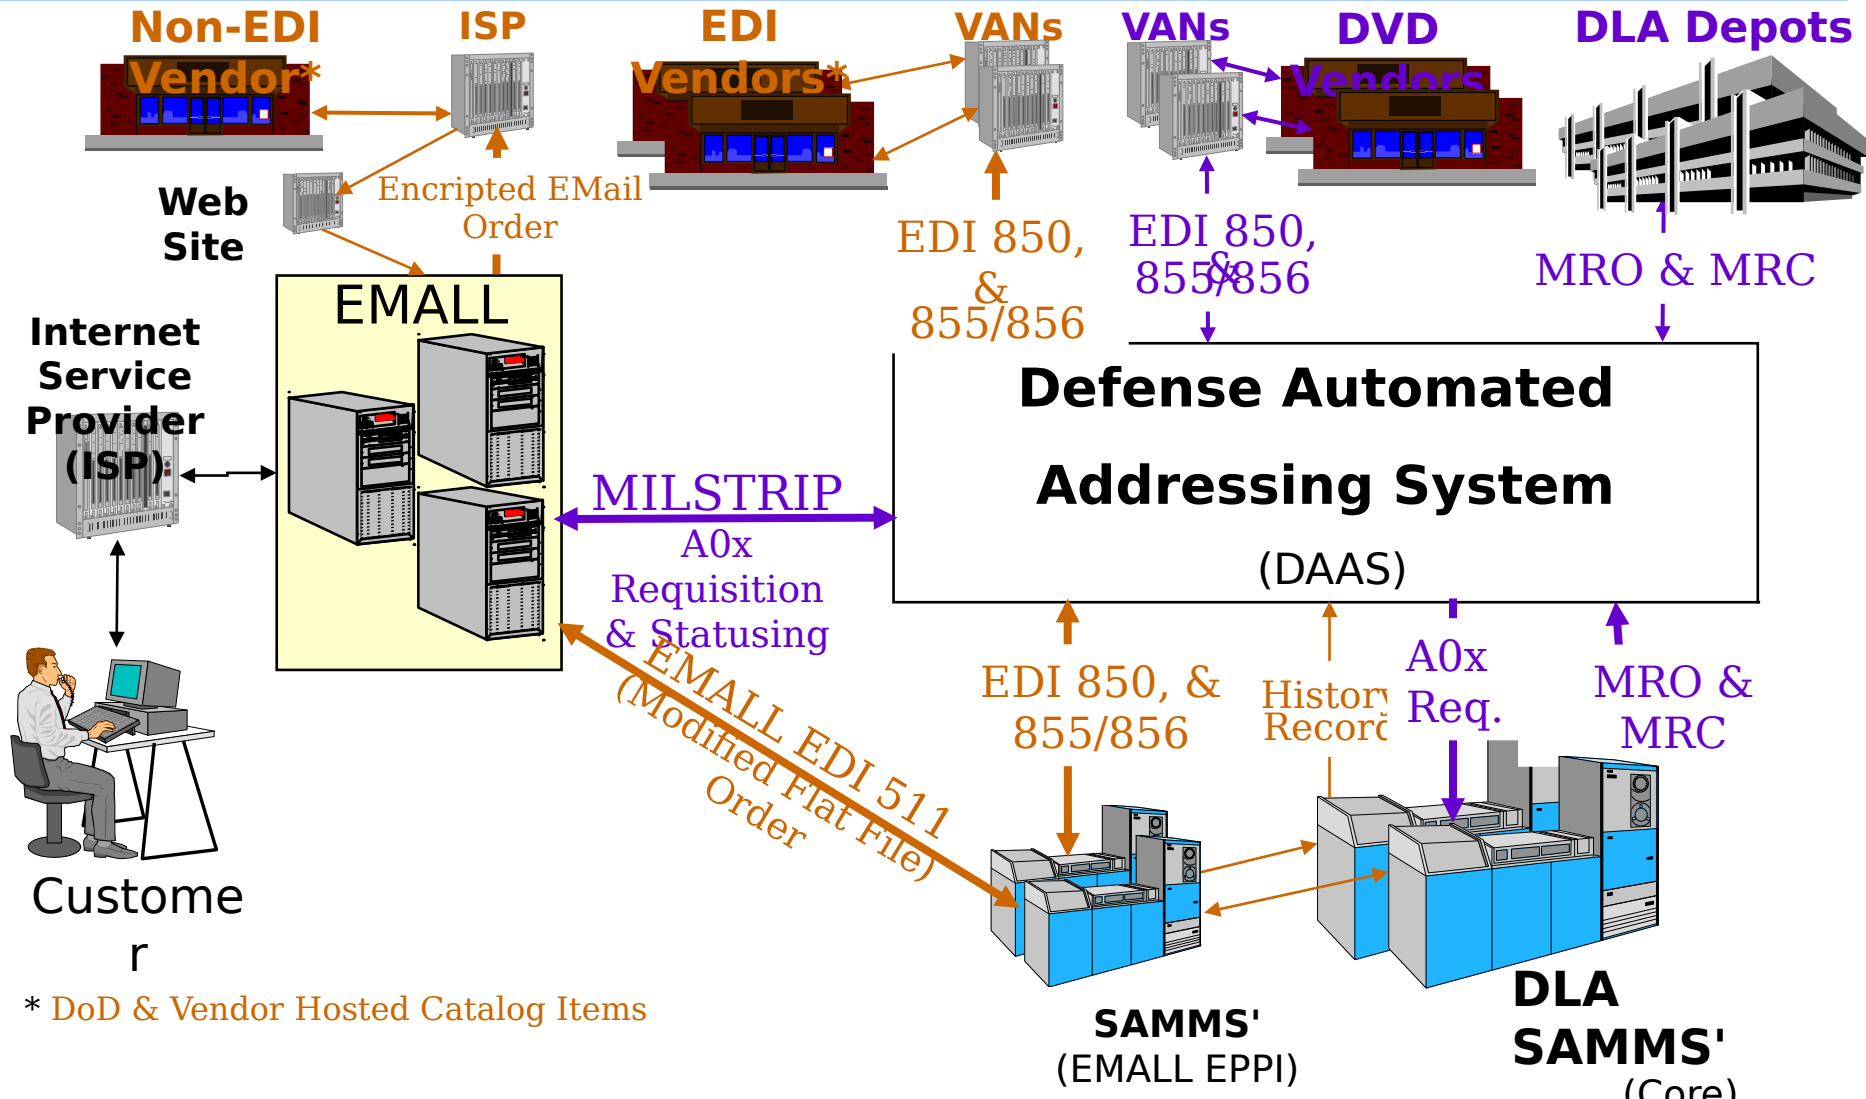 Non-EDI
Vendor*
ISP
EDI
Vendors*
VANs
VANs
DVD
Vendors
DLA Depots
Web
Site
Encripted EMail
Order
EDI 850,
&
855/856
EDI 850,
&
855/856
MRO & MRC
EMALL
Internet
Service
Provider
(ISP)
Defense Automated
Addressing System
(DAAS)
MILSTRIP
A0x
Requisition
& Statusing
EMALL EDI 511
(Modified Flat File)
Order
EDI 850, &
855/856
History
Record
A0x
Req.
MRO &
MRC
Custome
r
* DoD & Vendor Hosted Catalog Items
SAMMS'
(EMALL EPPI)
DLA
SAMMS'
(Core)